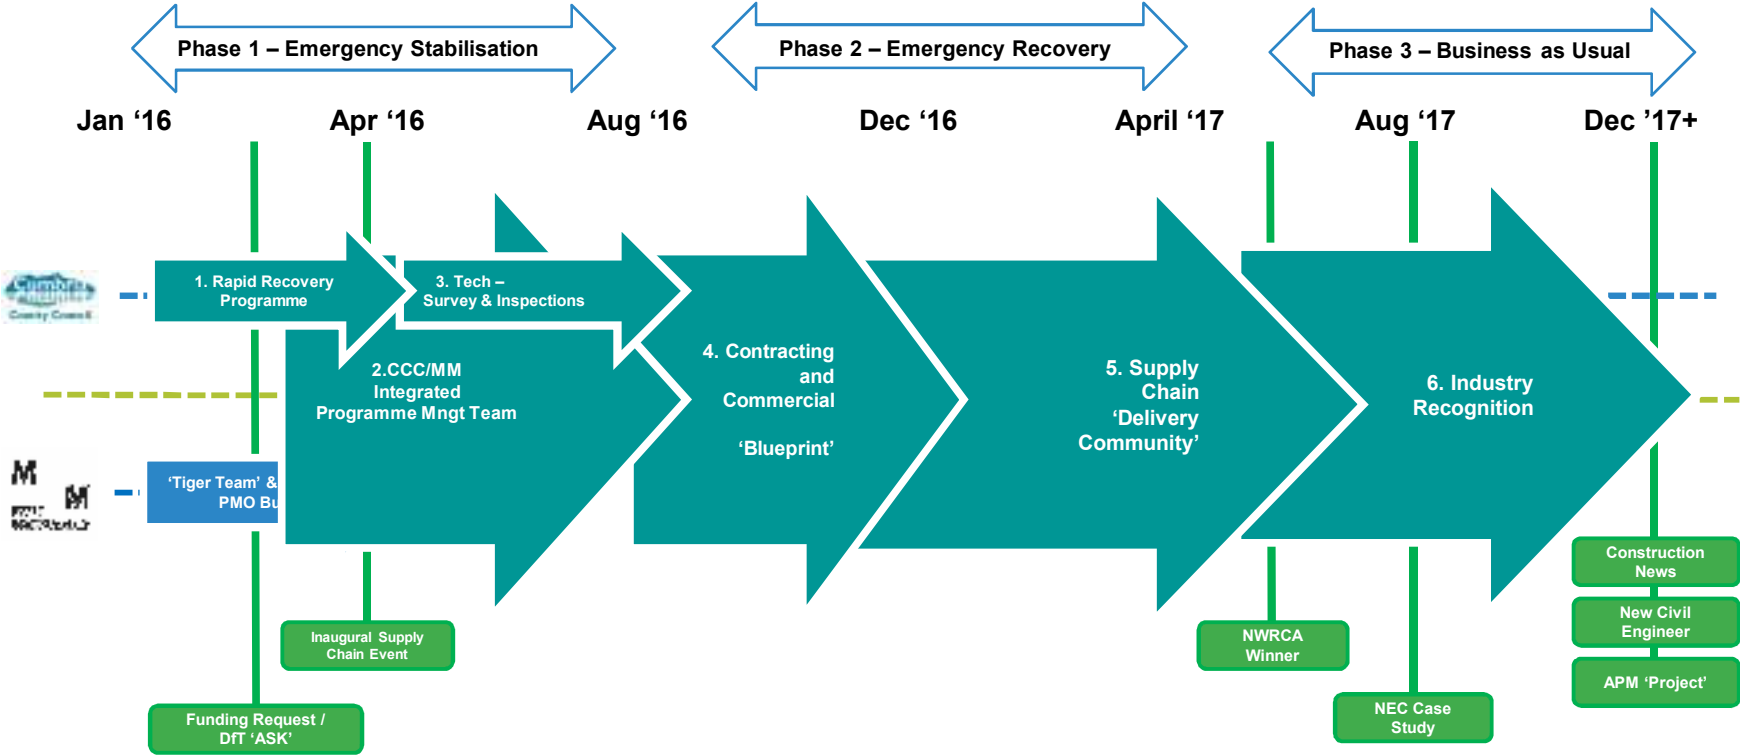 Phase 1 – Emergency Stabilisation
Phase 2 – Emergency Recovery
Phase 3 – Business as Usual
Jan ‘16
Apr ‘16
Aug ‘16
Dec ‘16
April ’17
Aug ‘17
Dec ’17+
1. Rapid Recovery
Programme
3. Tech –
Survey & Inspections
County Council
2.CCC/MM
Integrated
Programme Mngt Team
4. Contracting
and
Commercial
‘Blueprint’
5. Supply
Chain
‘Delivery
Community’
6. Industry
Recognition
M
M
‘Tiger Team’ &
PMO Bu
Inaugural Supply
Chain Event
Funding Request /
DfT ‘ASK’
NWRCA
Winner
NEC Case
Study
Construction
News
New Civil
Engineer
APM ‘Project’